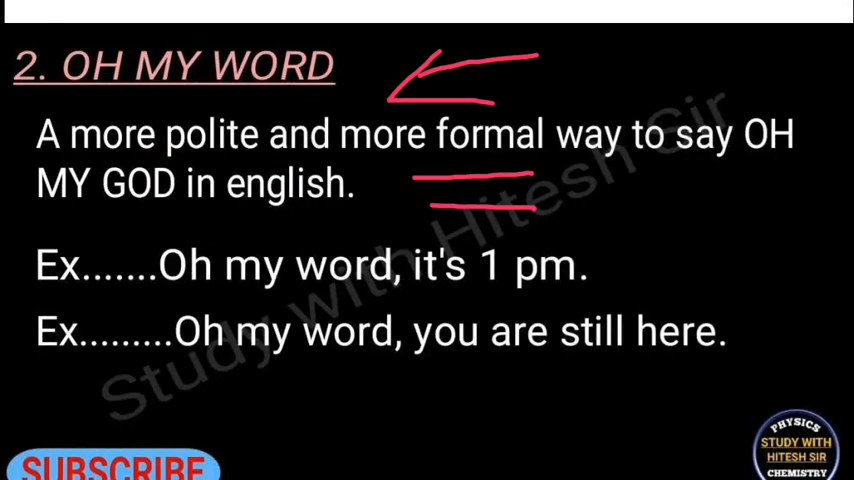 2. OH MY WORD
A more polite and more formal way to say OH
MY GOD in english.
Ex.......Oh my word, it's 1 pm.
Ex.........Oh my word, you are still here.
Study with Hitesh Sir
SUBSCRIBE
PHYSICS
STUDY WITH
HITESH SIR
CHEMISTRY